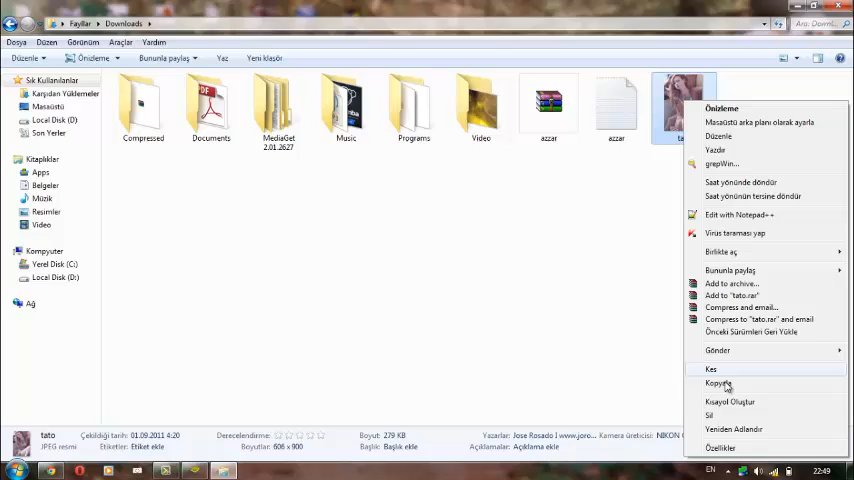 Fayllar ▸ Downloads ▸
Ara: Downl...
Dosya Düzen Görünüm Araçlar Yardım
Düzenle Önizleme Bununla paylaş Yaz Yeni klasör
Sık Kullanılanlar
Karşıdan Yüklemeler
Masaüstü
Local Disk (D)
Son Yerler
Kitaplıklar
Apps
Belgeler
Müzik
Resimler
Video
Kompyuter
Yerel Disk (C:)
Local Disk (D:)
Ağ
Compressed
Documents
PDF
MediaGet
2.01.2627
Music
Programs
Video
azzar
azzar
Önizleme
Masaüstü arka planı olarak ayarla
Düzenle
Yazdır
grepWin...
Saat yönünde döndür
Saat yönünün tersine döndür
Edit with Notepad++
Virüs taraması yap
Birlikte aç
Bununla paylaş
Add to archive...
Add to "tato.rar"
Compress and email...
Compress to "tato.rar" and email
Önceki Sürümleri Geri Yükle
Gönder
Kes
Kopyala
Kısayol Oluştur
Sil
Yeniden Adlandır
Özellikler
tato Çekildiği tarih: 01.09.2011 4:20 Derecelendirme: Boyut: 279 KB Yazarlar: Jose Rosado I www.joro... Kamera üreticisi: NIKON
JPEG resmi Etiketler: Etiket ekle Boyutlar: 606 x 900 Başlık: Başlık ekle Açıklamalar: Açıklama ekle
EN 22:49